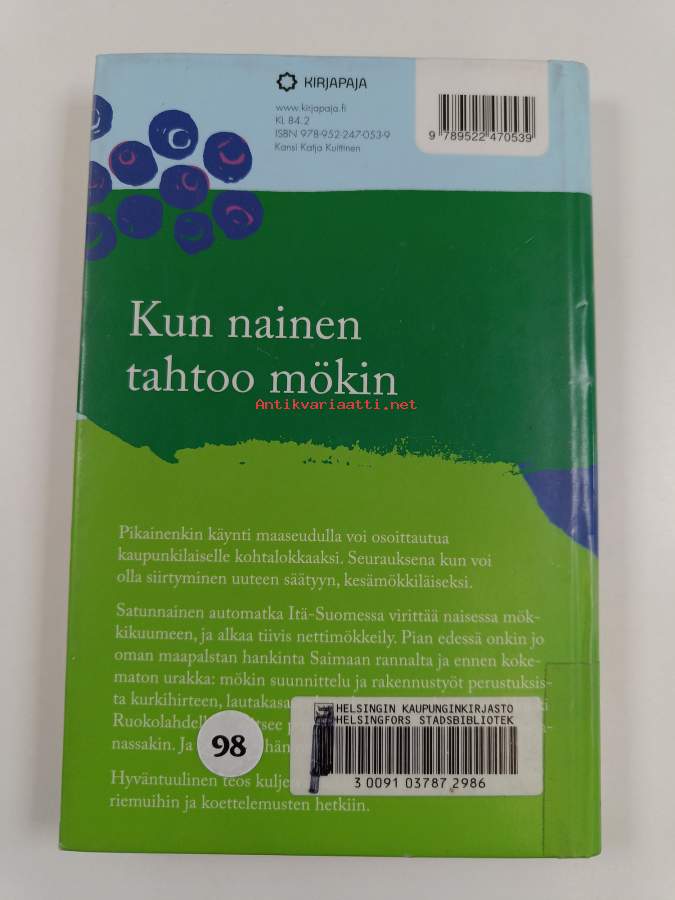 KIRJAPAJA
www.kirjapaja.fi
KL 84.2
ISBN 978-952-247-053-9
Kansi Katja Kuittinen
9 789522 470539
Kun nainen
tahtoo mökin
Antikvariaatti.net
Pikainenkin käynti maaseudulla voi osoittautua
kaupunkilaiselle kohtalokkaaksi. Seurauksena kun voi
olla siirtyminen uuteen säätyyn, kesämökkiläiseksi.
Satunnainen automatka Itä-Suomessa virittää naisessa mök-
kikuumeen, ja alkaa tiivis nettimökkeily. Pian edessä onkin jo
oman maapalstan hankinta Saimaan rannalta ja ennen koke-
maton urakka: mökin suunnittelu ja rakennustyöt perustuksis-
ta kurkihirteen, lautakasa
Ruokolahdel
nassakin. Ja
HELSINGIN KAUPUNGINKIRJASTO
HELSINGFORS STADSBIBLIOTEK
3 0091 03787 2986
98
Hyväntuulinen teos kulje
riemuihin ja koettelemusten hetkiin.